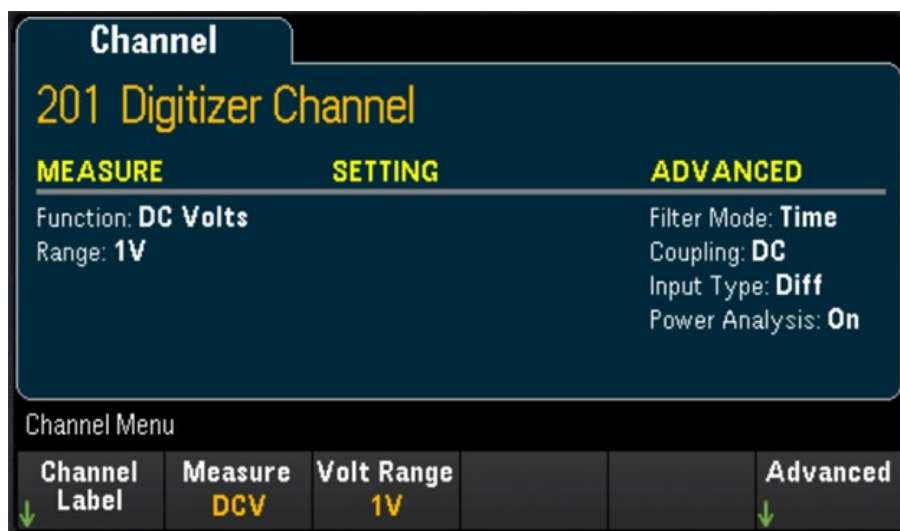 Channel
201 Digitizer Channel
MEASURE SETTING ADVANCED
Function: DC Volts
Range: 1V
Filter Mode: Time
Coupling: DC
Input Type: Diff
Power Analysis: On
Channel Menu
Channel Label
Measure DCV
Volt Range 1V
Advanced